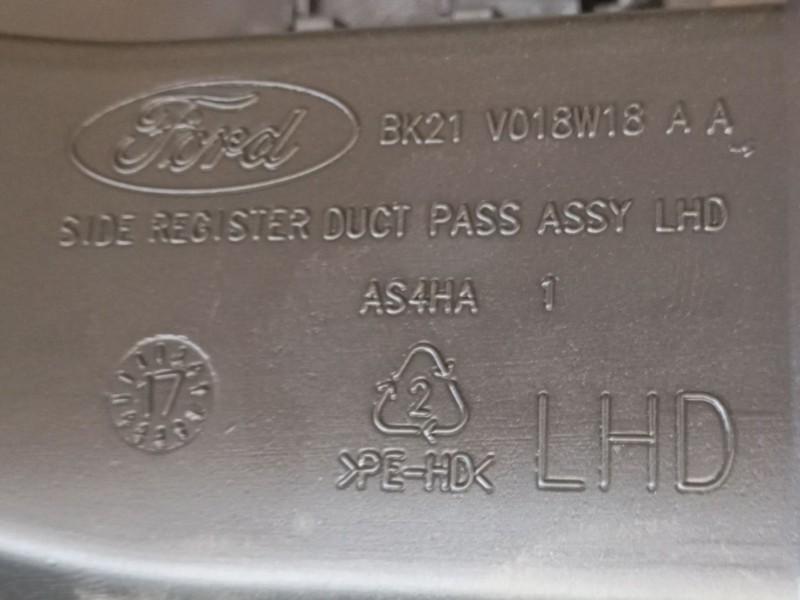 Ford BK21 V018W18 A A
SIDE REGISTER DUCT PASS ASSY LHD
AS4HA 1
17
2
>PE-HD<
LHD